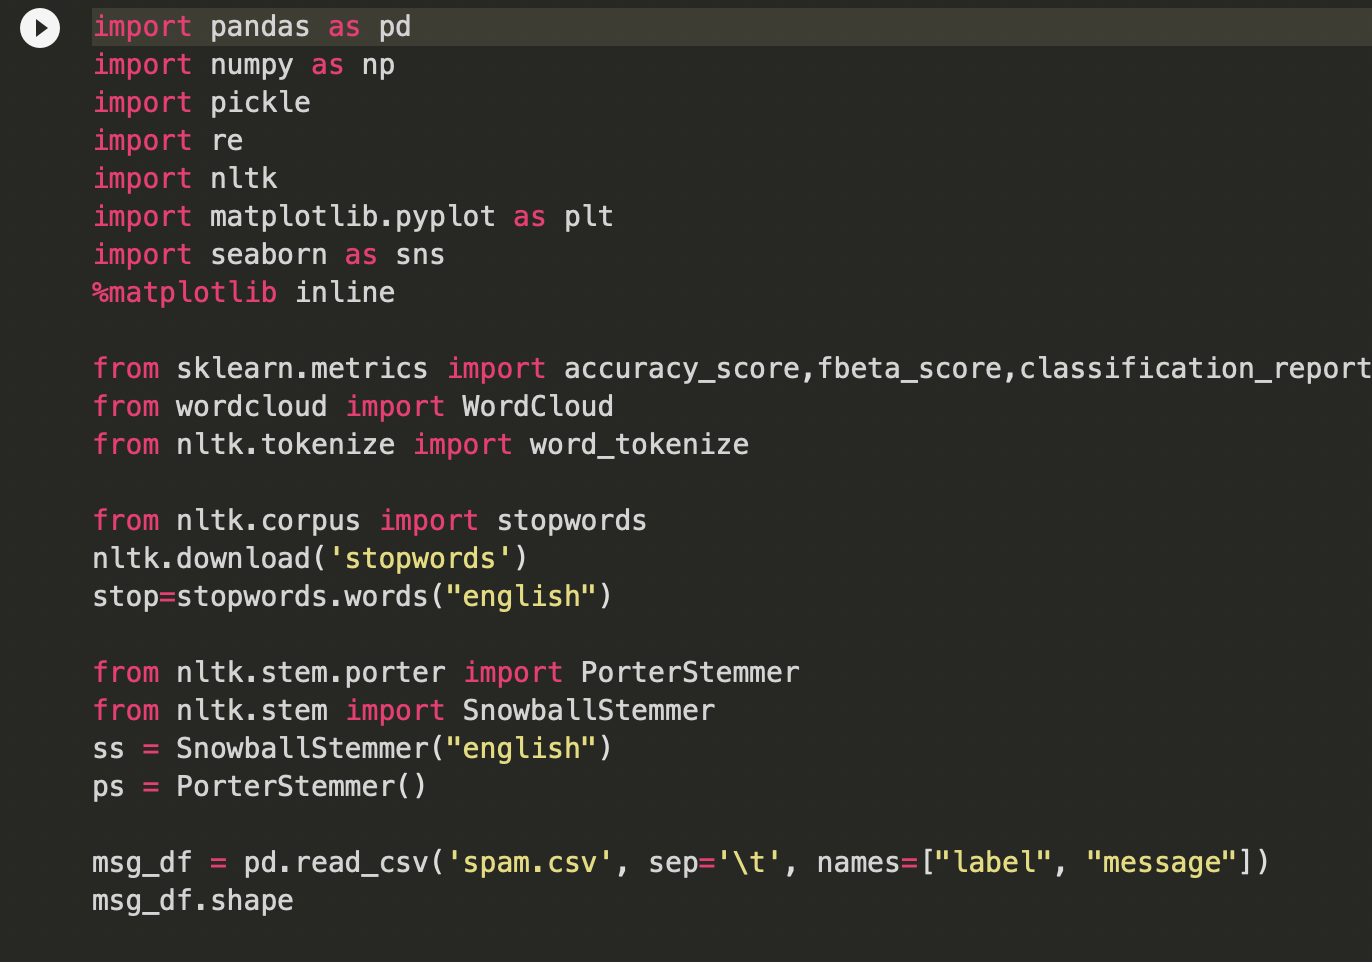 import pandas as pd
import numpy as np
import pickle
import re
import nltk
import matplotlib.pyplot as plt
import seaborn as sns
%matplotlib inline
from sklearn.metrics import accuracy_score,fbeta_score,classification_report
from wordcloud import WordCloud
from nltk.tokenize import word_tokenize
from nltk.corpus import stopwords
nltk.download('stopwords')
stop=stopwords.words("english")
from nltk.stem.porter import PorterStemmer
from nltk.stem import SnowballStemmer
ss = SnowballStemmer("english")
ps = PorterStemmer()
msg_df = pd.read_csv('spam.csv', sep='\t', names=["label", "message"])
msg_df.shape